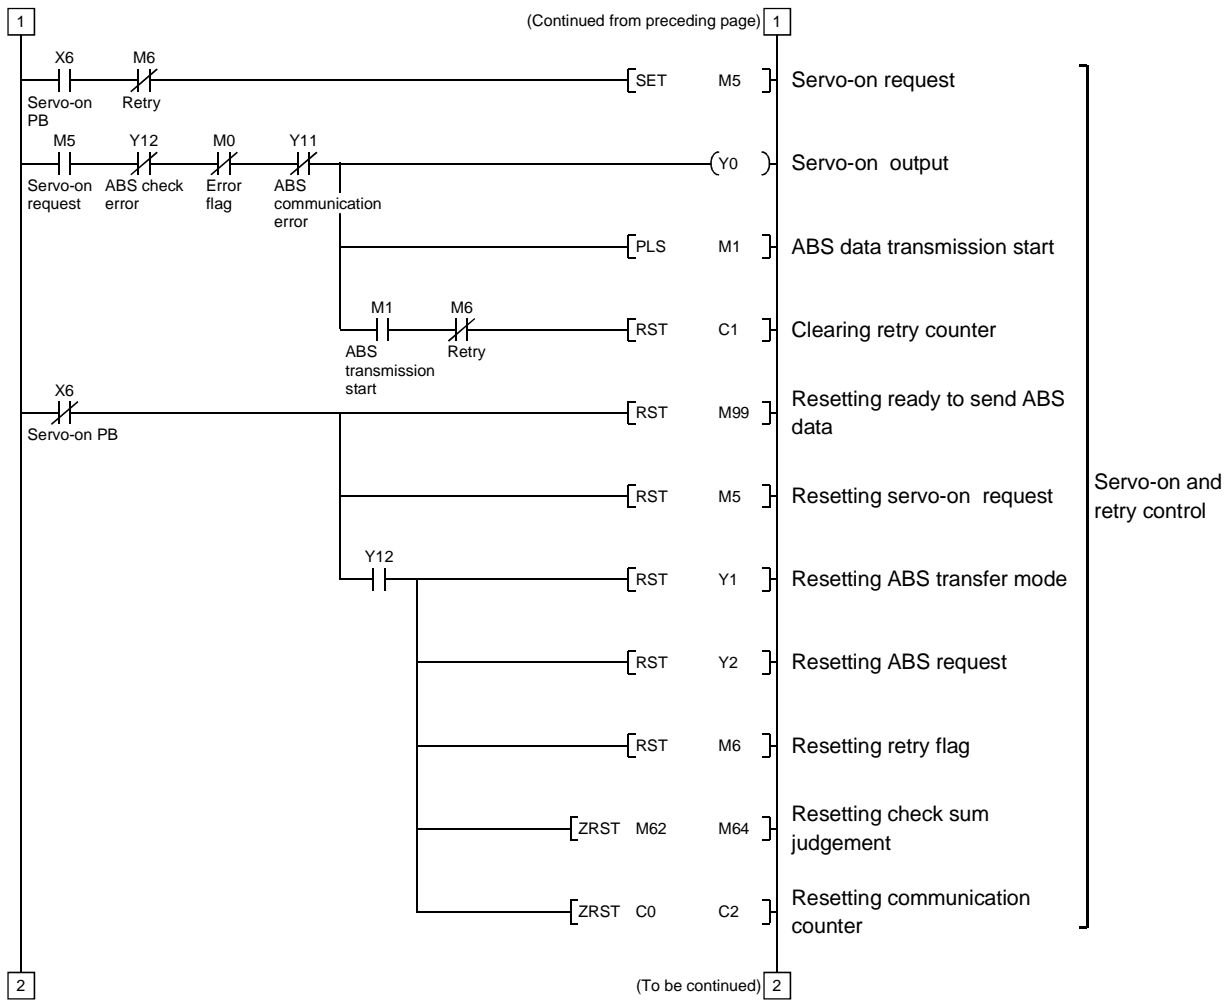 1 (Continued from preceding page) 1
X6 M6
SET M5 Servo-on request
Servo-on Retry
PB
M5 Y12 M0 Y11
Y0 Servo-on output
Servo-on ABS check Error ABS
request error flag communication
error
PLS M1 ABS data transmission start
M1 M6
RST C1 Clearing retry counter
ABS Retry
transmission
start
X6
RST M99 Resetting ready to send ABS
data
Servo-on PB
Servo-on and
retry control
RST M5 Resetting servo-on request
Y12
RST Y1 Resetting ABS transfer mode
RST Y2 Resetting ABS request
RST M6 Resetting retry flag
ZRST M62 M64 Resetting check sum
judgement
ZRST C0 C2 Resetting communication
counter
2 (To be continued) 2